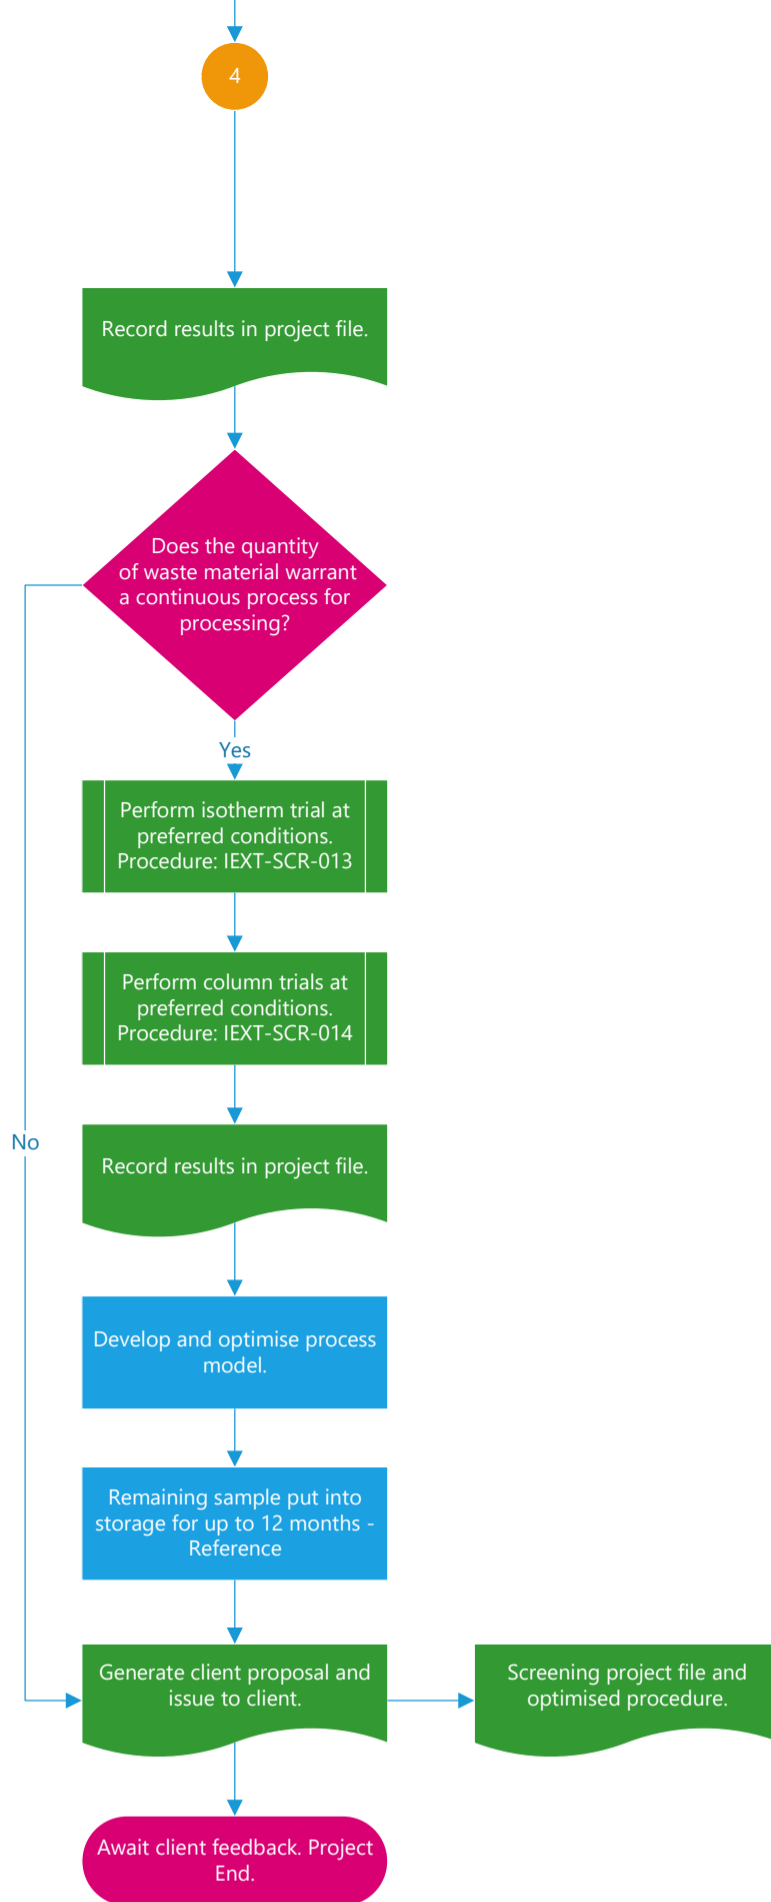 4
Record results in project file.
Does the quantity
of waste material warrant
a continuous process for
processing?
Yes
Perform isotherm trial at
preferred conditions.
Procedure: IEXT-SCR-013
Perform column trials at
preferred conditions.
Procedure: IEXT-SCR-014
No
Record results in project file.
Develop and optimise process
model.
Remaining sample put into
storage for up to 12 months -
Reference
Generate client proposal and
issue to client.
Screening project file and
optimised procedure.
Await client feedback. Project
End.